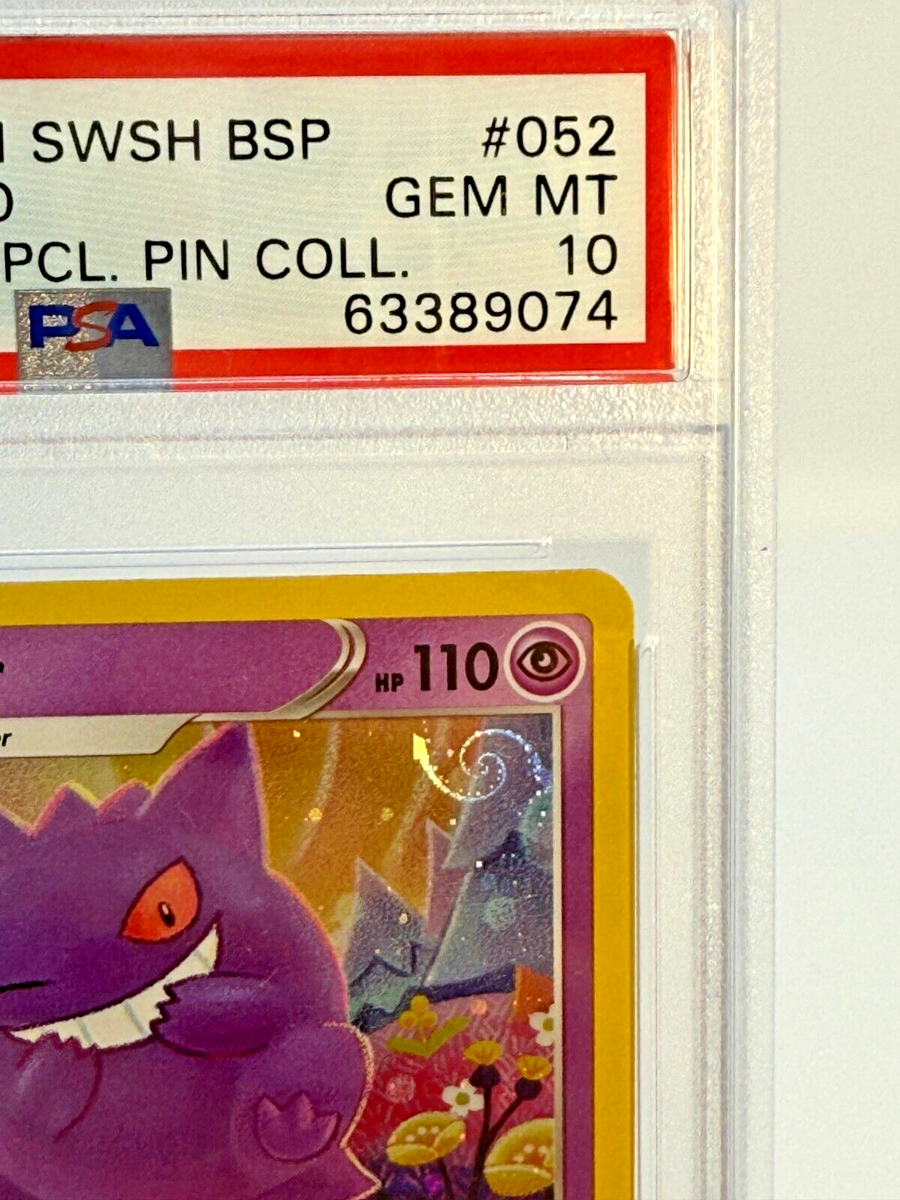 SWSH BSP #052
GEM MT
PCL. PIN COLL. 10
PSA 63389074
HP 110